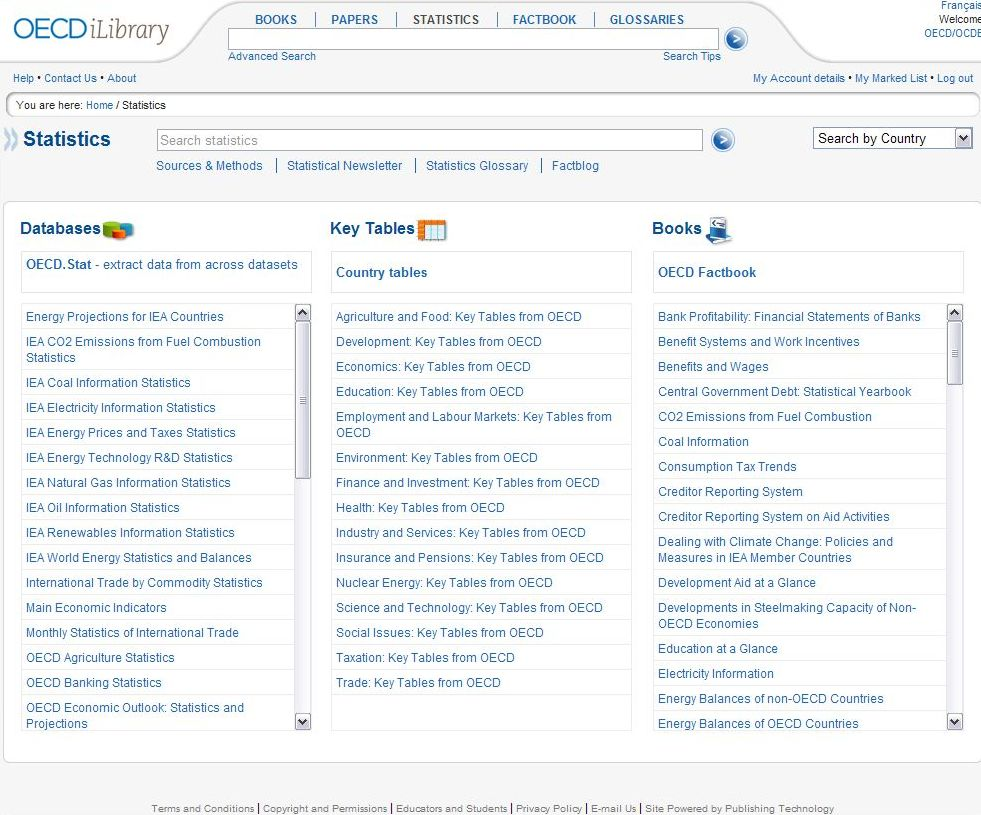 OECD iLibrary
BOOKS | PAPERS | STATISTICS | FACTBOOK | GLOSSARIES
Advanced Search
Search Tips
Français
Welcome
OECD/OCDE
Help • Contact Us • About
My Account details • My Marked List • Log out
You are here: Home / Statistics
Statistics
Search statistics
Search by Country
Sources & Methods | Statistical Newsletter | Statistics Glossary | Factblog
Databases
OECD.Stat - extract data from across datasets
Energy Projections for IEA Countries
IEA CO2 Emissions from Fuel Combustion
Statistics
IEA Coal Information Statistics
IEA Electricity Information Statistics
IEA Energy Prices and Taxes Statistics
IEA Energy Technology R&D Statistics
IEA Natural Gas Information Statistics
IEA Oil Information Statistics
IEA Renewables Information Statistics
IEA World Energy Statistics and Balances
International Trade by Commodity Statistics
Main Economic Indicators
Monthly Statistics of International Trade
OECD Agriculture Statistics
OECD Banking Statistics
OECD Economic Outlook: Statistics and
Projections
Key Tables
Country tables
Agriculture and Food: Key Tables from OECD
Development: Key Tables from OECD
Economics: Key Tables from OECD
Education: Key Tables from OECD
Employment and Labour Markets: Key Tables from
OECD
Environment: Key Tables from OECD
Finance and Investment: Key Tables from OECD
Health: Key Tables from OECD
Industry and Services: Key Tables from OECD
Insurance and Pensions: Key Tables from OECD
Nuclear Energy: Key Tables from OECD
Science and Technology: Key Tables from OECD
Social Issues: Key Tables from OECD
Taxation: Key Tables from OECD
Trade: Key Tables from OECD
Books
OECD Factbook
Bank Profitability: Financial Statements of Banks
Benefit Systems and Work Incentives
Benefits and Wages
Central Government Debt: Statistical Yearbook
CO2 Emissions from Fuel Combustion
Coal Information
Consumption Tax Trends
Creditor Reporting System
Creditor Reporting System on Aid Activities
Dealing with Climate Change: Policies and
Measures in IEA Member Countries
Development Aid at a Glance
Developments in Steelmaking Capacity of Non-
OECD Economies
Education at a Glance
Electricity Information
Energy Balances of non-OECD Countries
Energy Balances of OECD Countries
Terms and Conditions | Copyright and Permissions | Educators and Students | Privacy Policy | E-mail Us | Site Powered by Publishing Technology